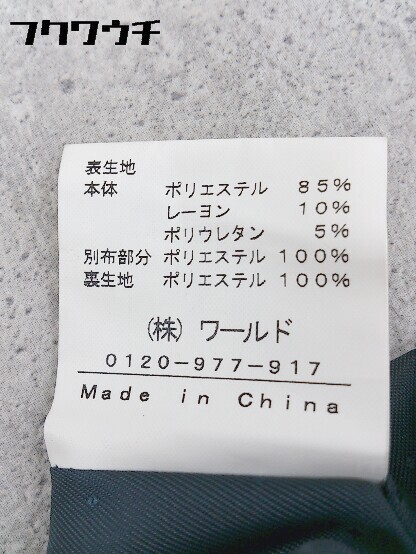 フクワウチ
表生地
本体 ポリエステル 85%
レーヨン 10%
ポリウレタン 5%
別布部分 ポリエステル 100%
裏生地 ポリエステル 100%
(株) ワールド
0120-977-917
Made in China